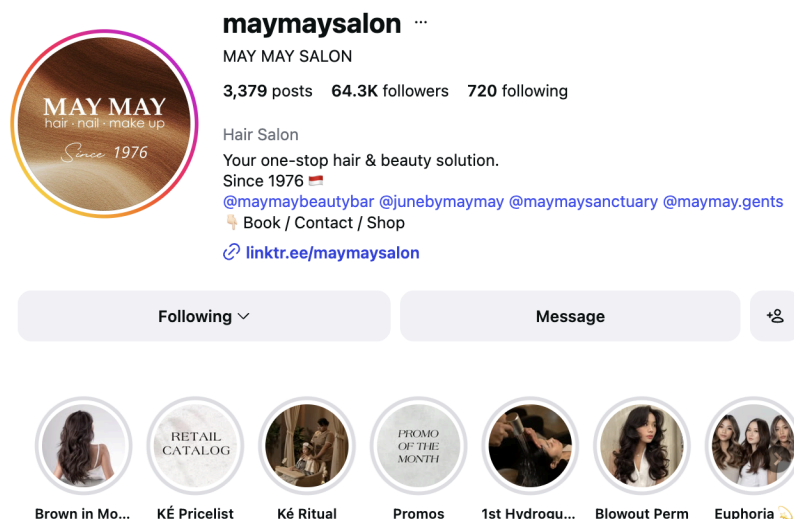 maymaysalon ...
MAY MAY SALON
3,379 posts 64.3K followers 720 following
MAY MAY
hair · nail · make up
Since 1976
Hair Salon
Your one-stop hair & beauty solution.
Since 1976 🇮🇩
@maymaybeautybar @junebymaymay @maymaysanctuary @maymay.gents
👇🏻 Book / Contact / Shop
linktr.ee/maymaysalon
Following
Message
RETAIL
CATALOG
PROMO
OF THE
MONTH
Brown in Mo... KÉ Pricelist Ké Ritual Promos 1st Hydroqu... Blowout Perm Euphoria 💫